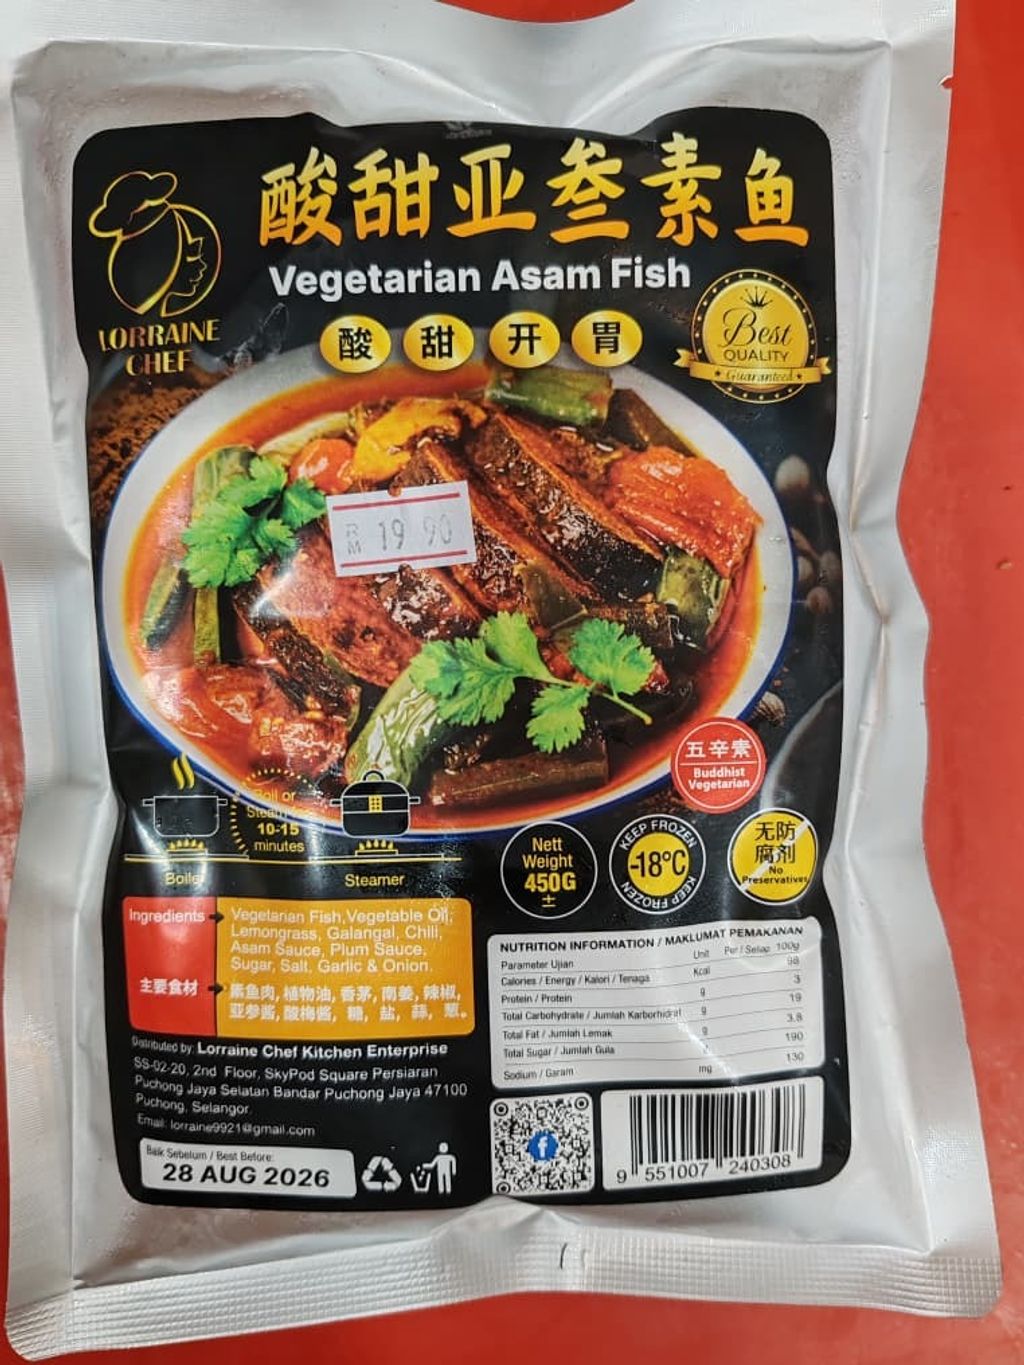 酸甜亚叁素鱼
Vegetarian Asam Fish
LORRAINE
CHEF
酸 甜 开 胃
Best
QUALITY
Guaranteed
RM 19 90
五辛素
Buddhist
Vegetarian
Boil or
10-15
minutes
Boiler
Steamer
Nett
Weight
450G
±
KEEP FROZEN
-18°C
KEEP FROZEN
无防
腐剂
No
Preservatives
Ingredients
Vegetarian Fish,Vegetable Oil,
Lemongrass, Galangal, Chili,
Asam Sauce, Plum Sauce,
Sugar, Salt, Garlic & Onion.
主要食材
素鱼肉, 植物油, 香茅, 南姜, 辣椒,
亚参酱, 酸梅酱, 糖, 盐, 蒜, 葱。
NUTRITION INFORMATION / MAKLUMAT PEMAKANAN
Parameter Ujian Unit Per / Setiap 100g
Calories / Energy / Kalori / Tenaga Kcal 98
Protein / Protein g 3
Total Carbohydrate / Jumlah Karborhidrat g 19
Total Fat / Jumlah Lemak g 3.8
Total Sugar / Jumlah Gula 190
Sodium / Garam mg 130
Distributed by: Lorraine Chef Kitchen Enterprise
SS-02-20, 2nd Floor, SkyPod Square Persiaran
Puchong Jaya Selatan Bandar Puchong Jaya 47100
Puchong, Selangor.
Email: lorraine9921@gmail.com
Baik Sebelum / Best Before:
28 AUG 2026
9 551007 240308